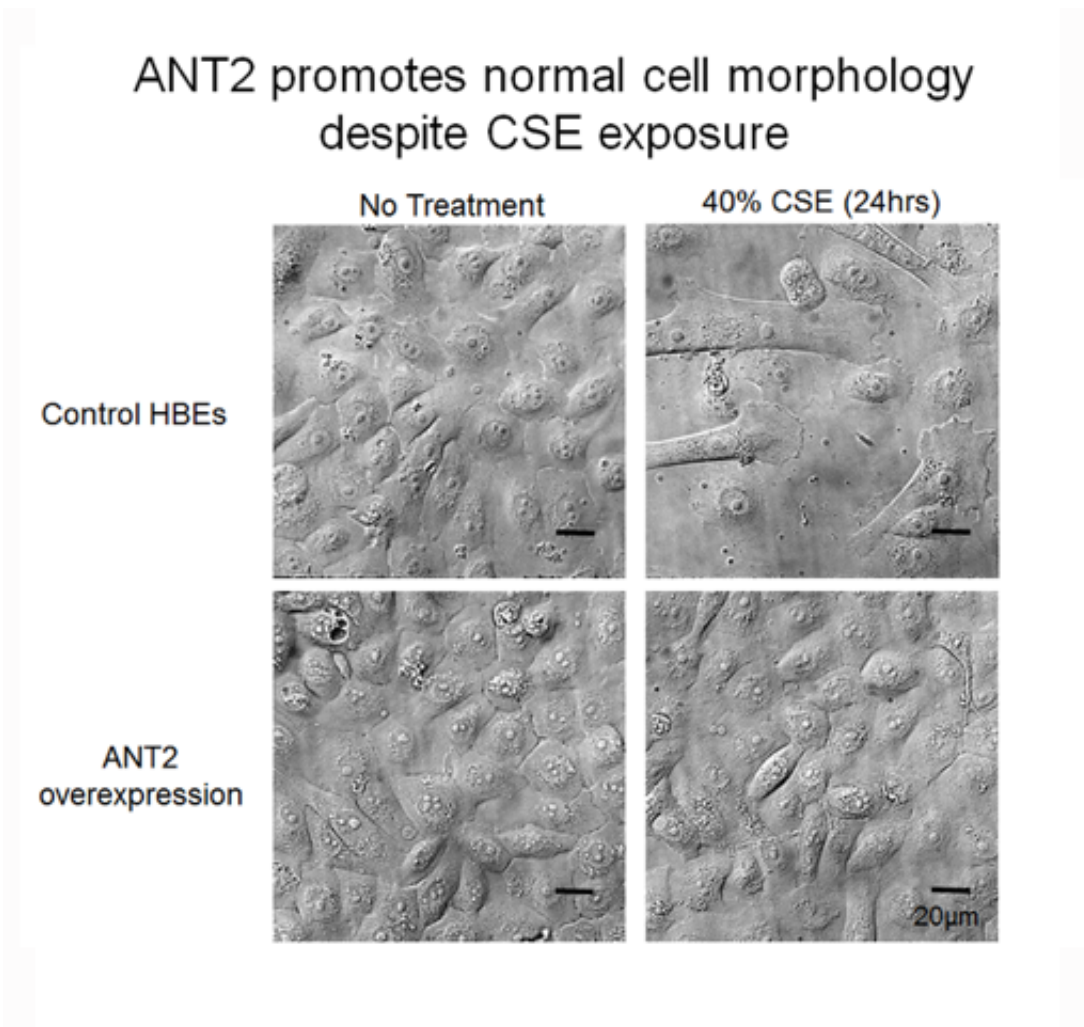 ANT2 promotes normal cell morphology
despite CSE exposure
No Treatment
40% CSE (24hrs)
Control HBEs
ANT2
overexpression
20µm